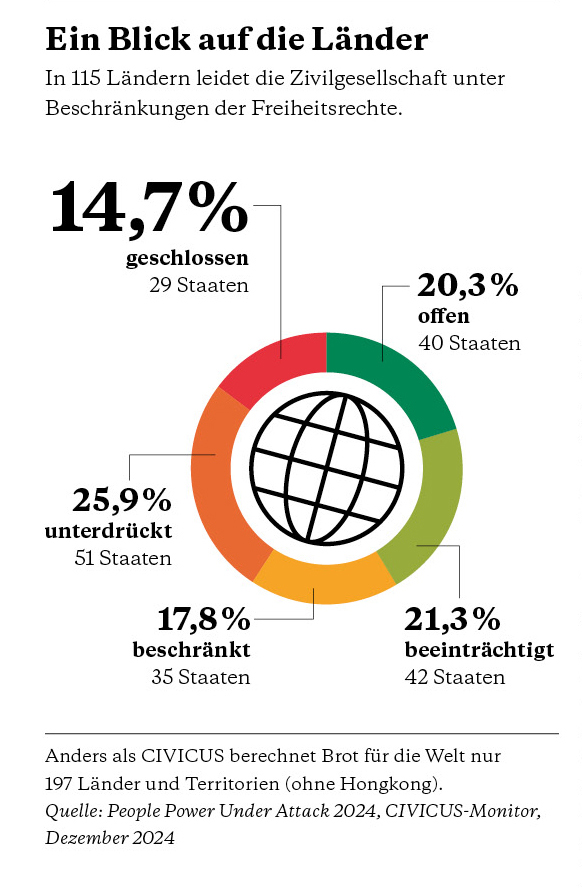 Ein Blick auf die Länder
In 115 Ländern leidet die Zivilgesellschaft unter
Beschränkungen der Freiheitsrechte.
14,7%
geschlossen
29 Staaten
20,3%
offen
40 Staaten
25,9%
unterdrückt
51 Staaten
17,8%
beschränkt
35 Staaten
21,3%
beeinträchtigt
42 Staaten
Anders als CIVICUS berechnet Brot für die Welt nur
197 Länder und Territorien (ohne Hongkong).
Quelle: People Power Under Attack 2024, CIVICUS-Monitor,
Dezember 2024